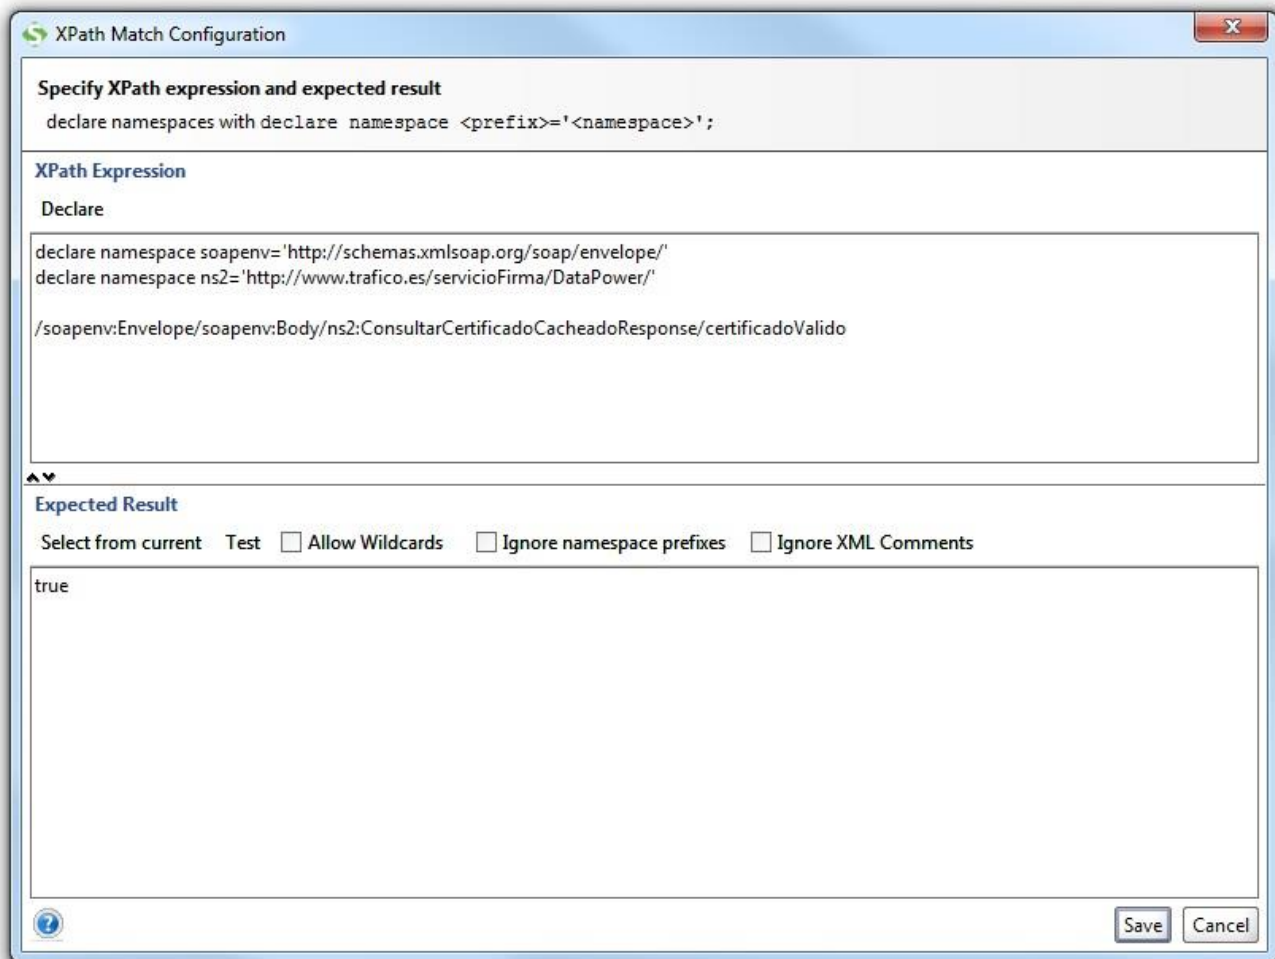 XPath Match Configuration
X
Specify XPath expression and expected result
declare namespaces with declare namespace <prefix>='<namespace>';
XPath Expression
Declare
declare namespace soapenv='http://schemas.xmlsoap.org/soap/envelope/'
declare namespace ns2='http://www.trafico.es/servicioFirma/DataPower/'
/soapenv:Envelope/soapenv:Body/ns2:ConsultarCertificadoCacheadoResponse/certificadoValido
Expected Result
Select from current Test Allow Wildcards Ignore namespace prefixes Ignore XML Comments
true
?
Save Cancel